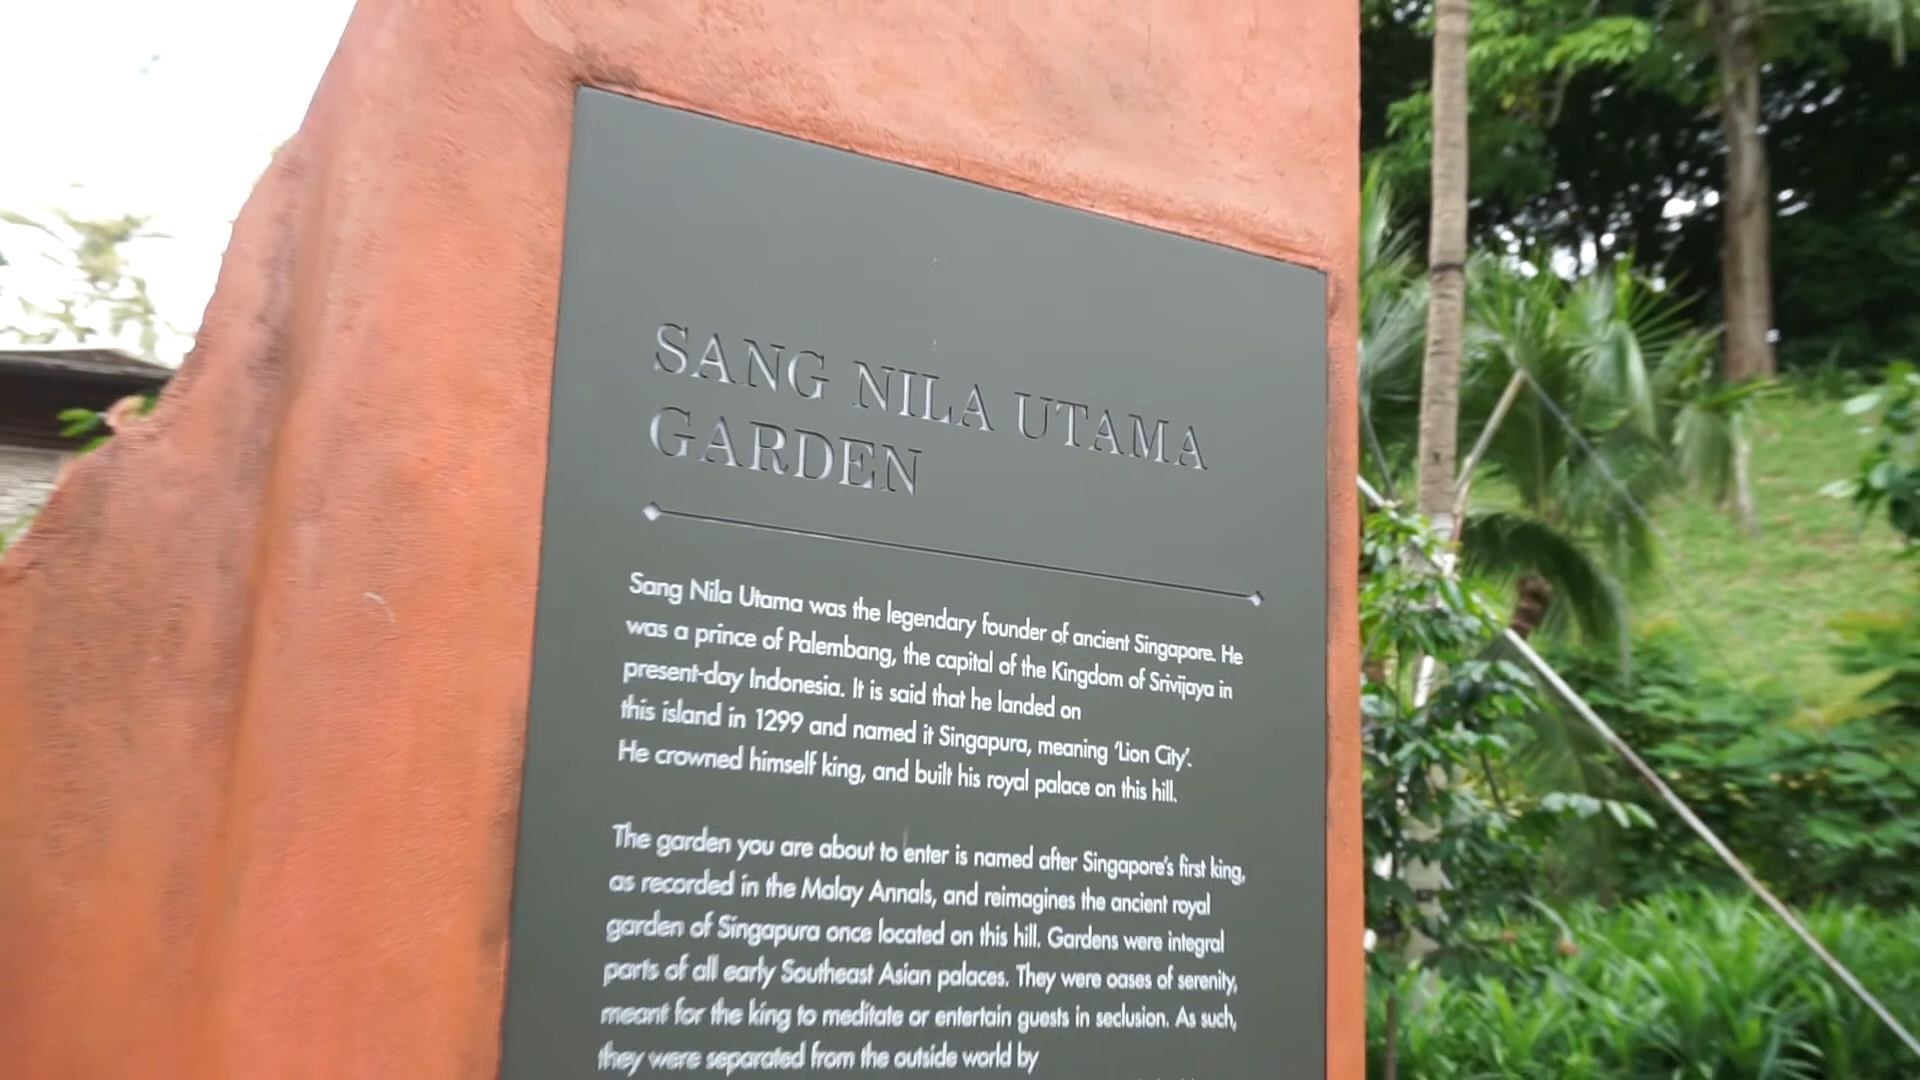 SANG NILA UTAMA
GARDEN
Sang Nila Utama was the legendary founder of ancient Singapore. He
was a prince of Palembang, the capital of the Kingdom of Srivijaya in
present-day Indonesia. It is said that he landed on
this island in 1299 and named it Singapura, meaning ‘Lion City’.
He crowned himself king, and built his royal palace on this hill.
The garden you are about to enter is named after Singapore’s first king,
as recorded in the Malay Annals, and reimagines the ancient royal
garden of Singapura once located on this hill. Gardens were integral
parts of all early Southeast Asian palaces. They were oases of serenity,
meant for the king to meditate or entertain guests in seclusion. As such,
they were separated from the outside world by